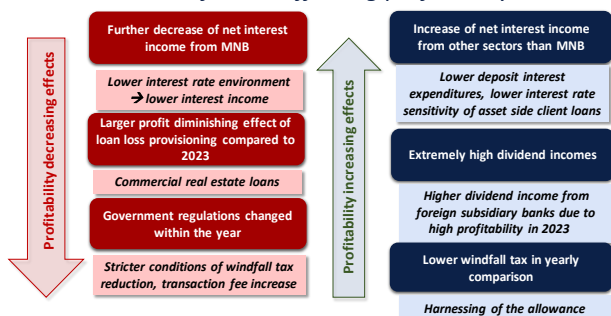 Profitability decreasing effects
Further decrease of net interest
income from MNB
Lower interest rate environment
→ lower interest income
Larger profit diminishing effect of
loan loss provisioning compared to
2023
Commercial real estate loans
Government regulations changed
within the year
Stricter conditions of windfall tax
reduction, transaction fee increase
Profitability increasing effects
Increase of net interest income
from other sectors than MNB
Lower deposit interest
expenditures, lower interest rate
sensitivity of asset side client loans
Extremely high dividend incomes
Higher dividend income from
foreign subsidiary banks due to
high profitability in 2023
Lower windfall tax in yearly
comparison
Harnessing of the allowance